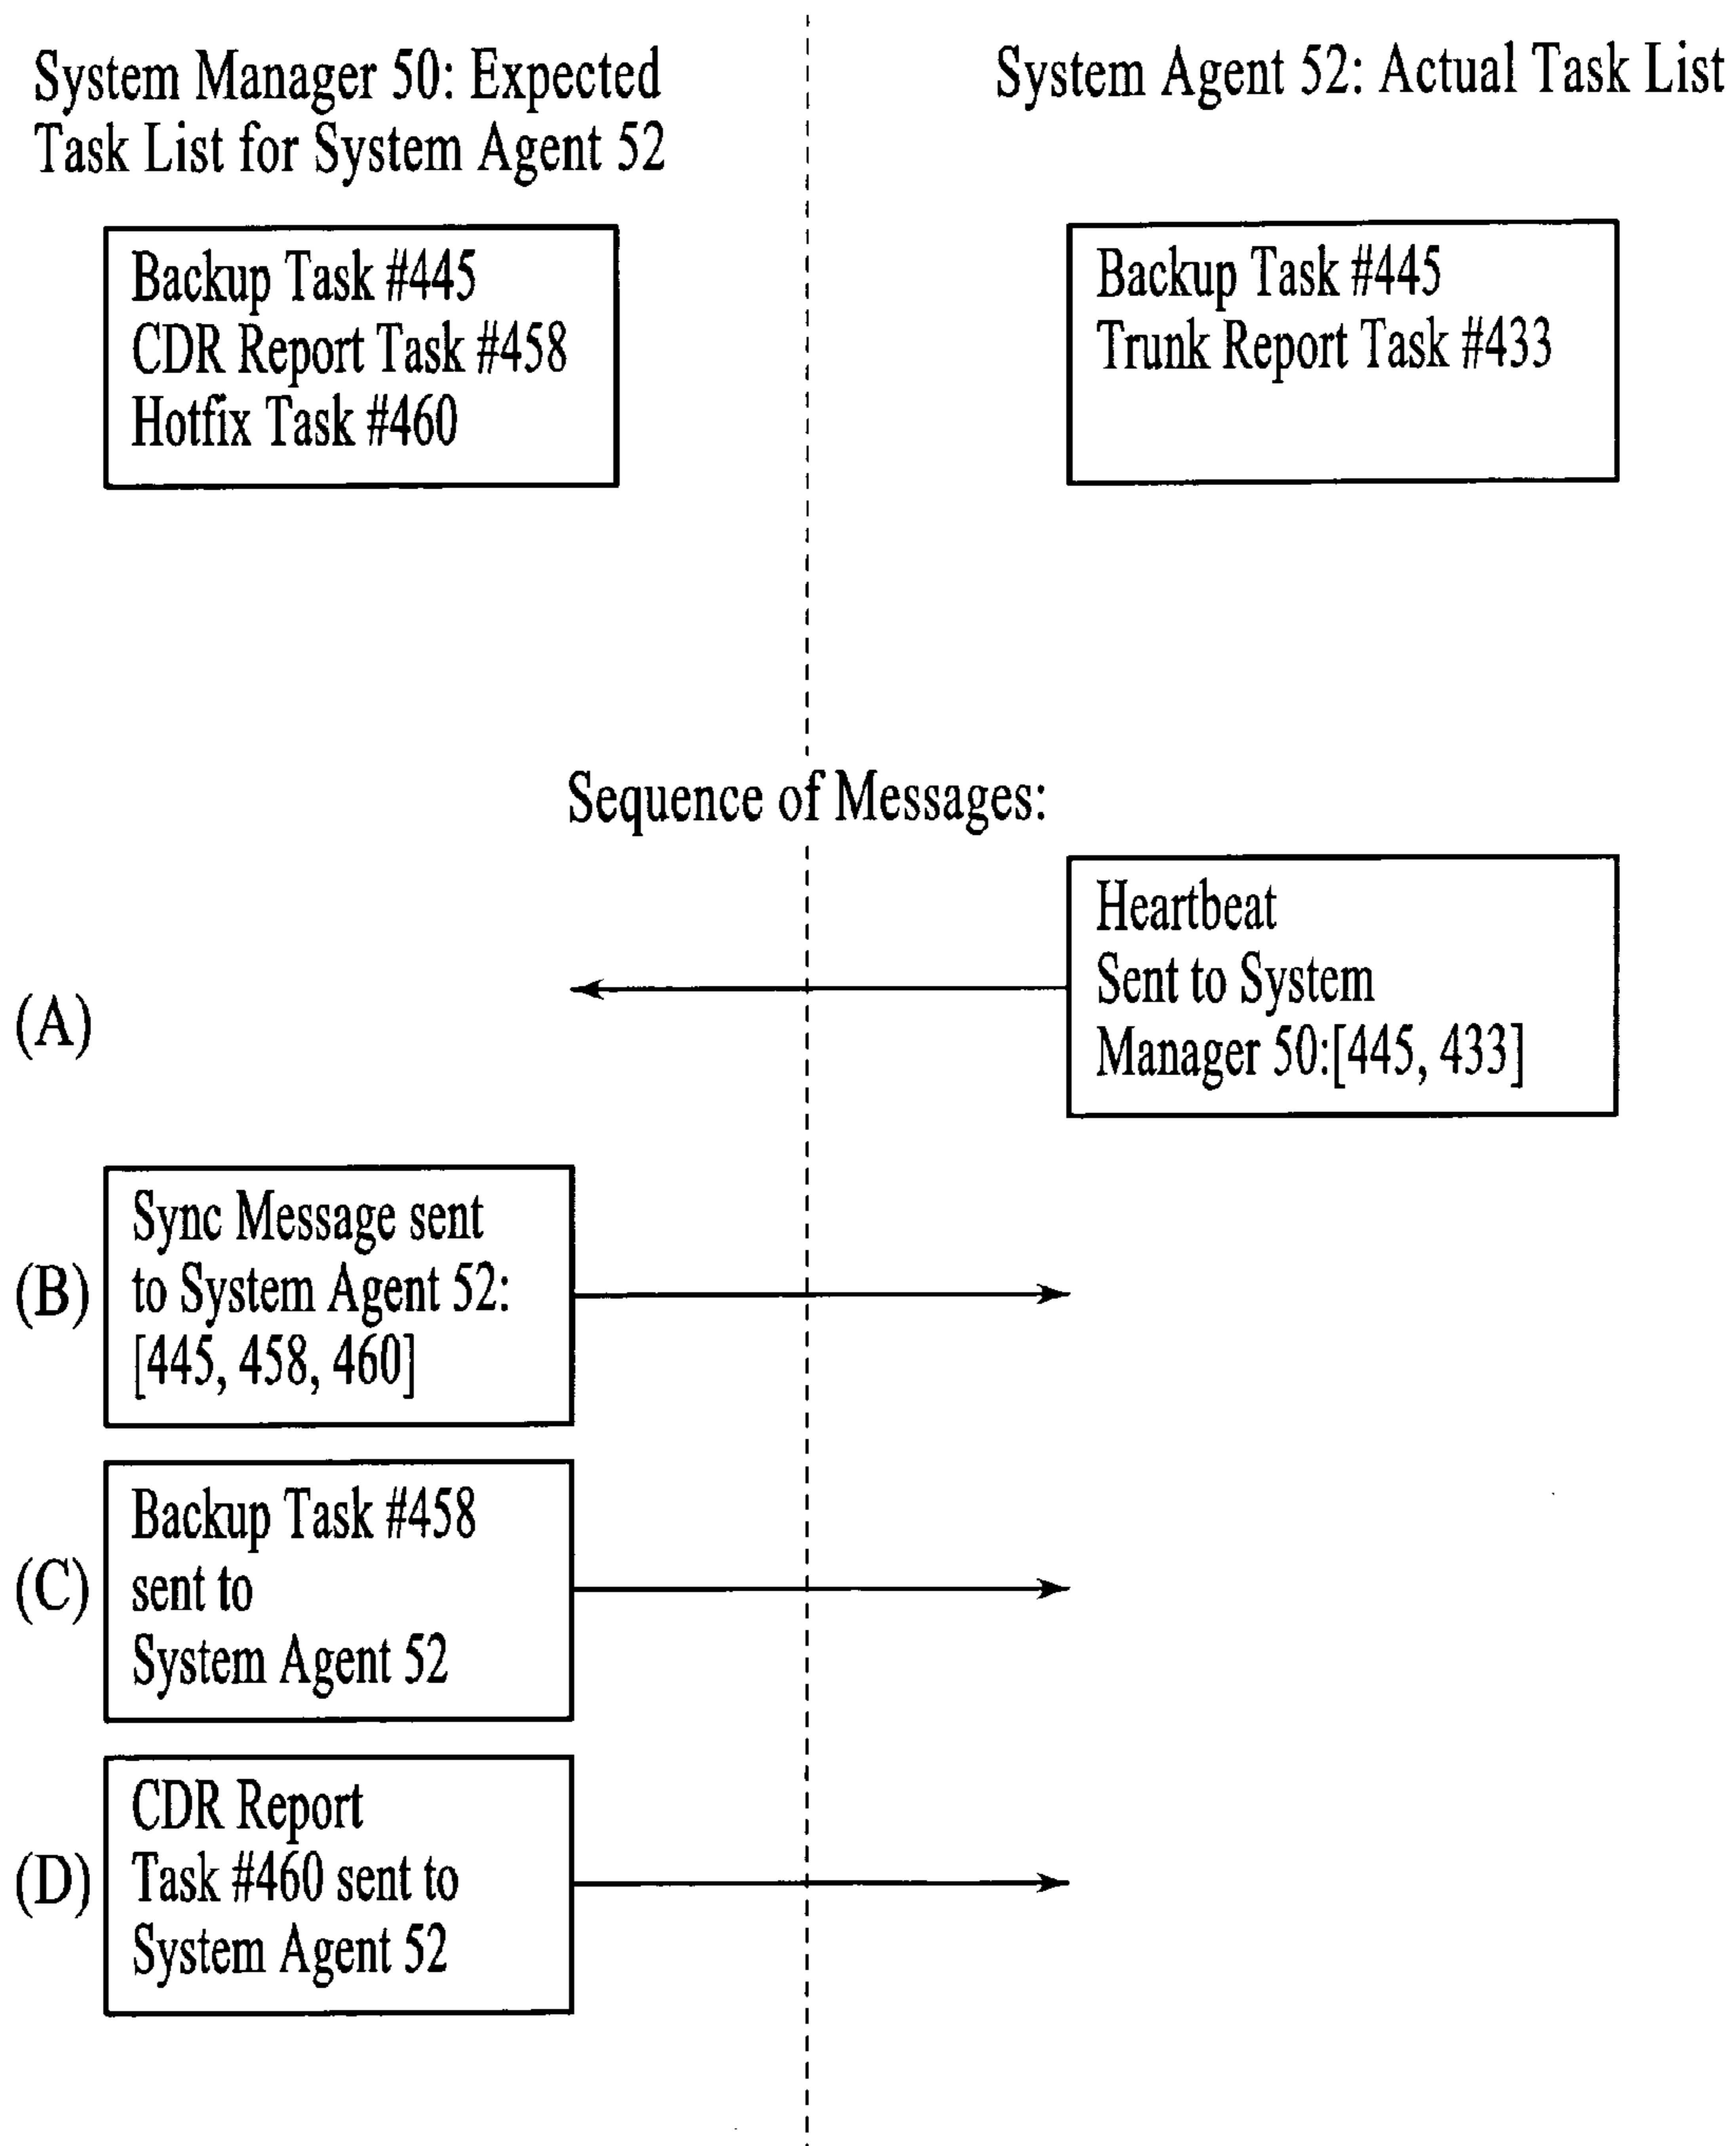 System Manager 50: Expected
Task List for System Agent 52
System Agent 52: Actual Task List
Backup Task #445
CDR Report Task #458
Hotfix Task #460
Backup Task #445
Trunk Report Task #433
Sequence of Messages:
(A)
Heartbeat
Sent to System
Manager 50:[445, 433]
(B)
Sync Message sent
to System Agent 52:
[445, 458, 460]
(C)
Backup Task #458
sent to
System Agent 52
(D)
CDR Report
Task #460 sent to
System Agent 52